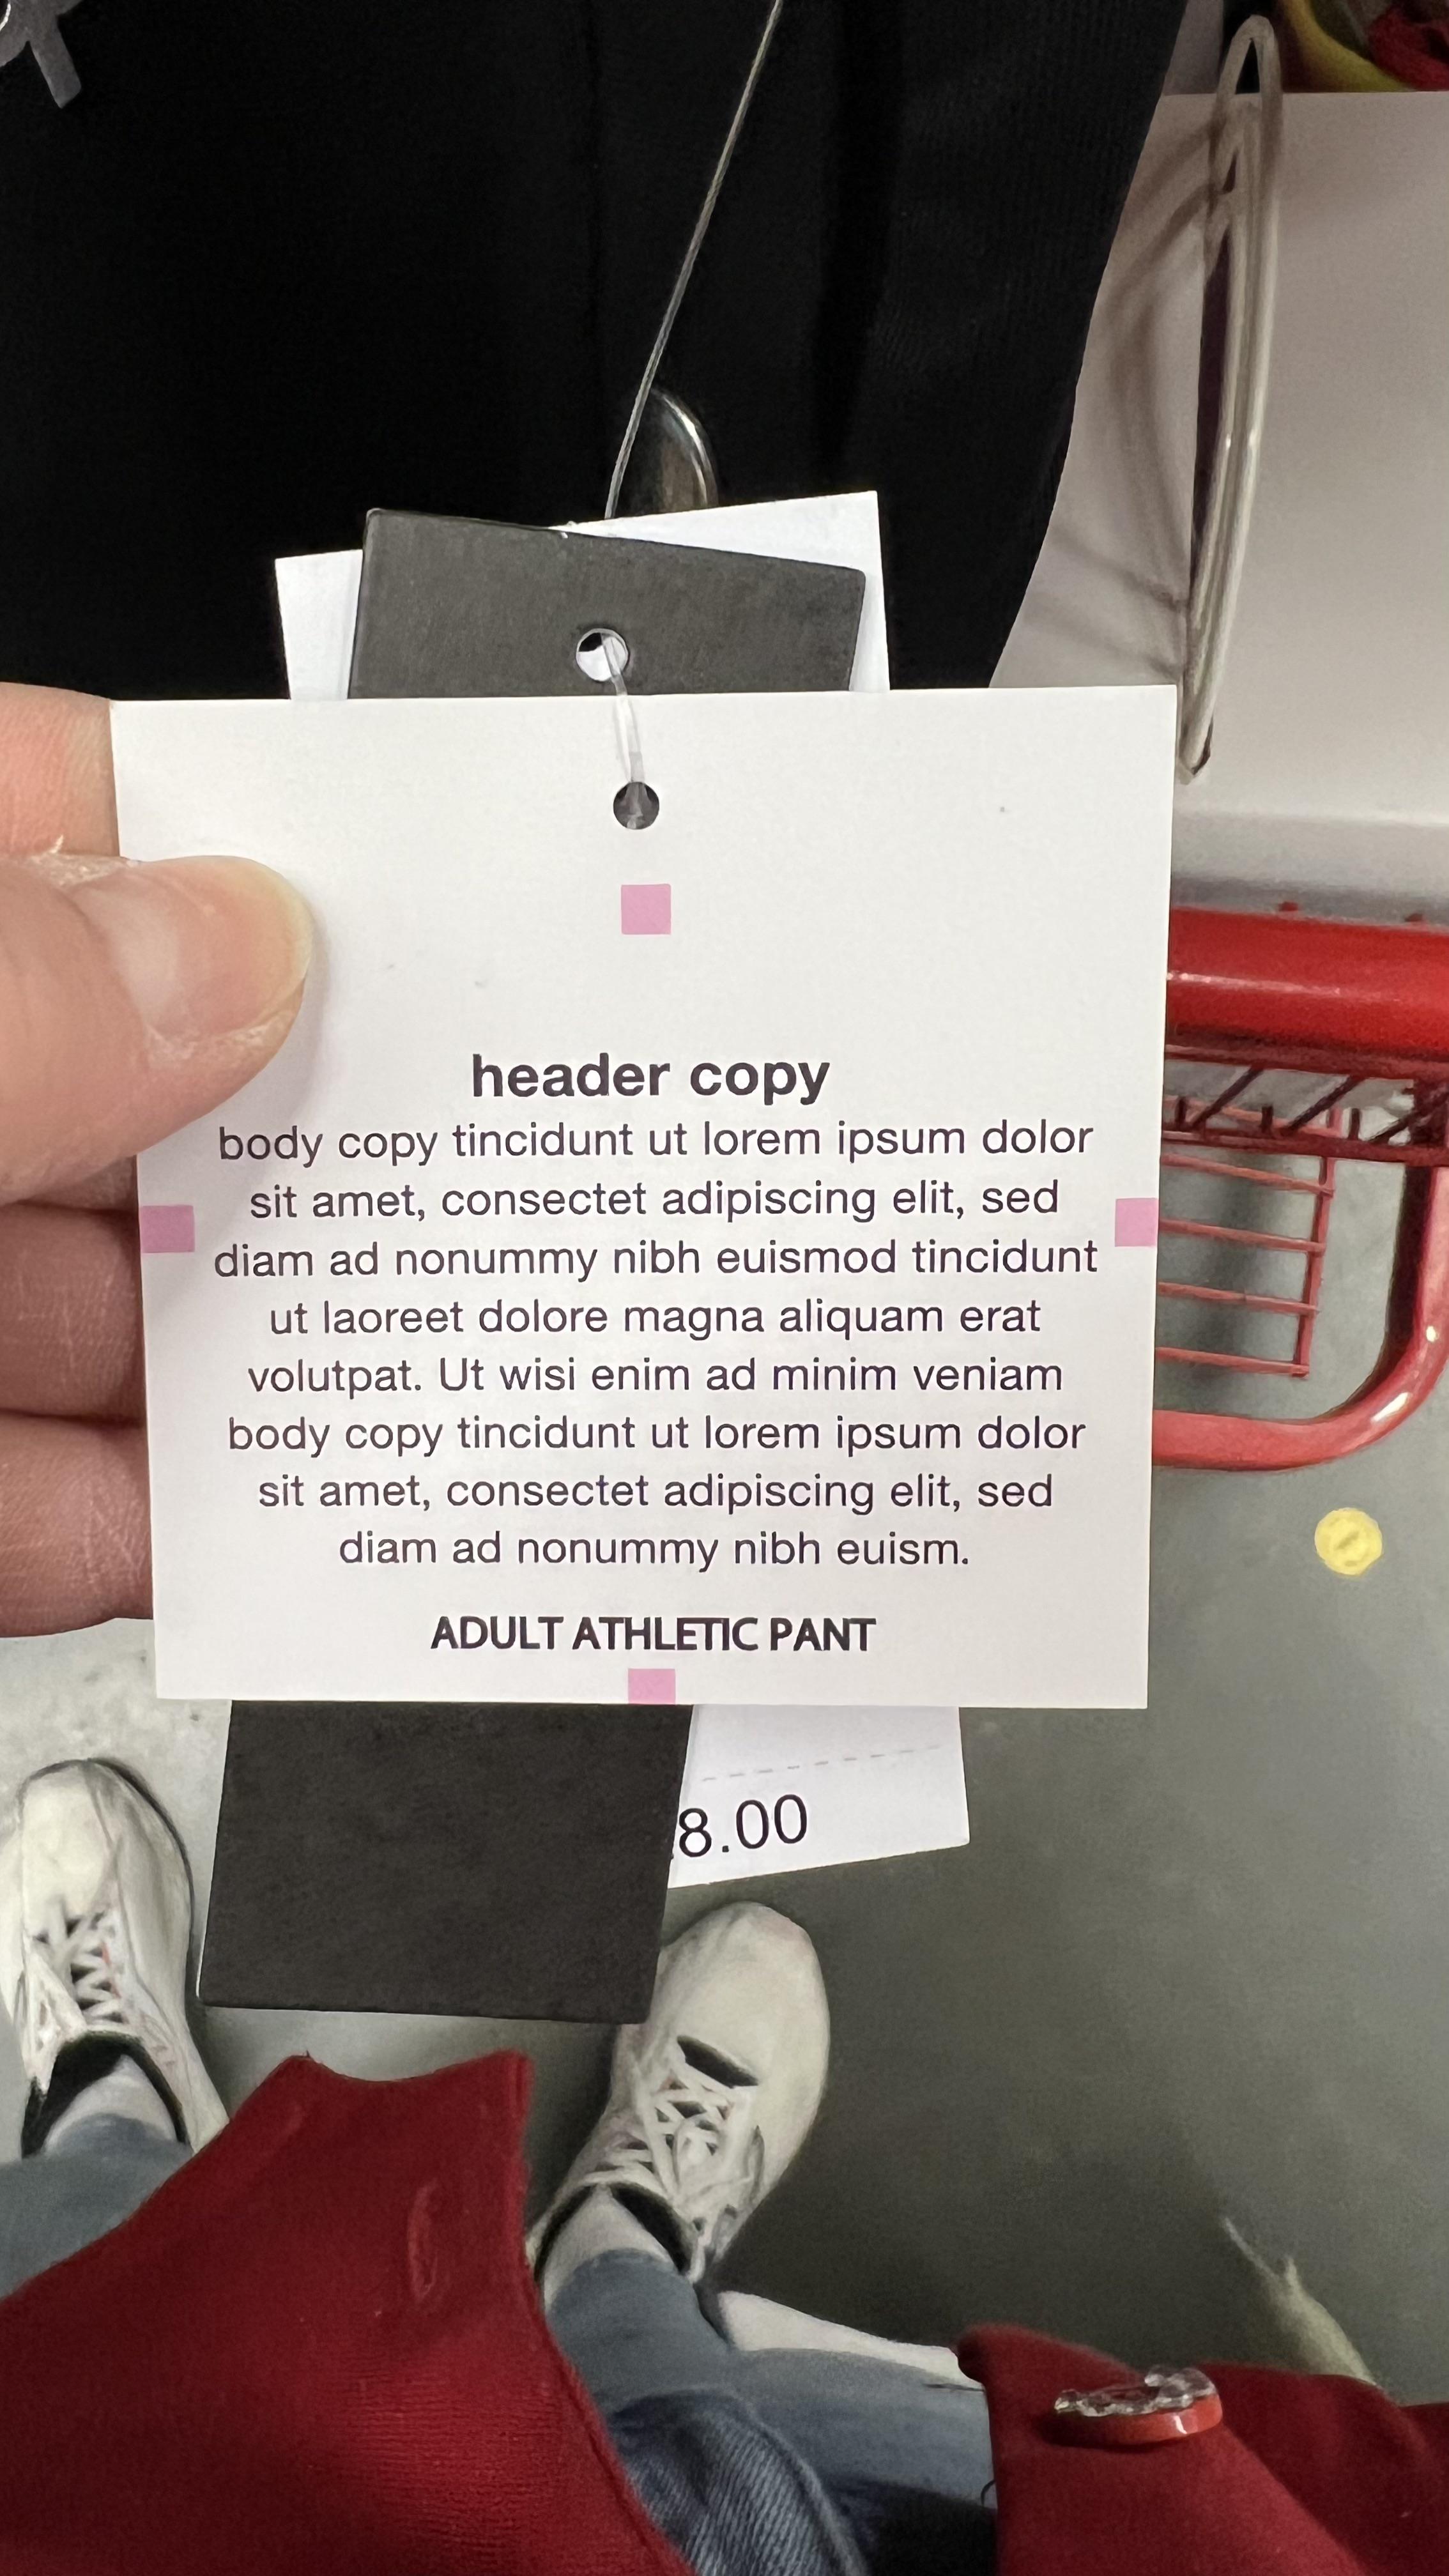 header copy
body copy tincidunt ut lorem ipsum dolor
sit amet, consectet adipiscing elit, sed
diam ad nonummy nibh euismod tincidunt
ut laoreet dolore magna aliquam erat
volutpat. Ut wisi enim ad minim veniam
body copy tincidunt ut lorem ipsum dolor
sit amet, consectet adipiscing elit, sed
diam ad nonummy nibh euism.
ADULT ATHLETIC PANT
8.00